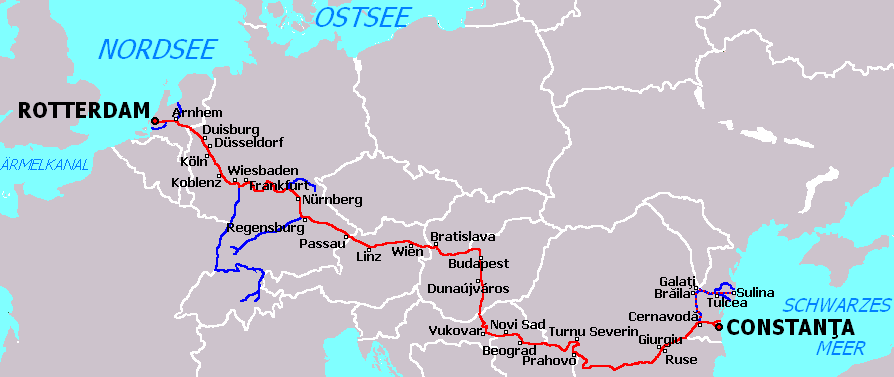 OSTSEE
NORDSEE
ROTTERDAM
Arnhem
Duisburg
Düsseldorf
Köln
ÄRMELKANAL
Wiesbaden
Koblenz
Frankfurt
Nürnberg
Regensburg
Passau
Linz
Wien
Bratislava
Budapest
Dunaújváros
Galaţi
Brăila
Sulina
Tulcea
SCHWARZES
MEER
Cernavodă
CONSTANŢA
Vukovar
Novi Sad
Turnu Severin
Giurgiu
Beograd
Prahovo
Ruse